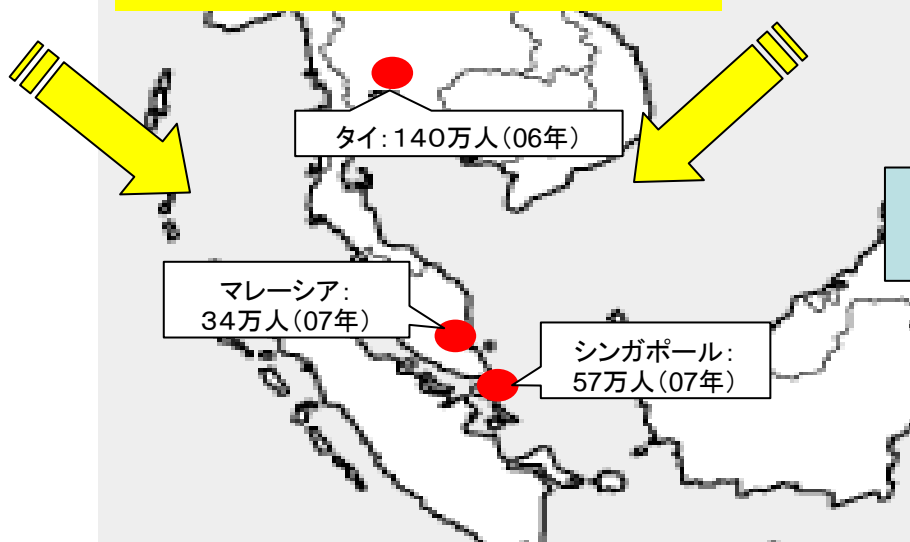 タイ：１４０万人（06年）
マレーシア：
３４万人（07年）
シンガポール：
57万人（07年）